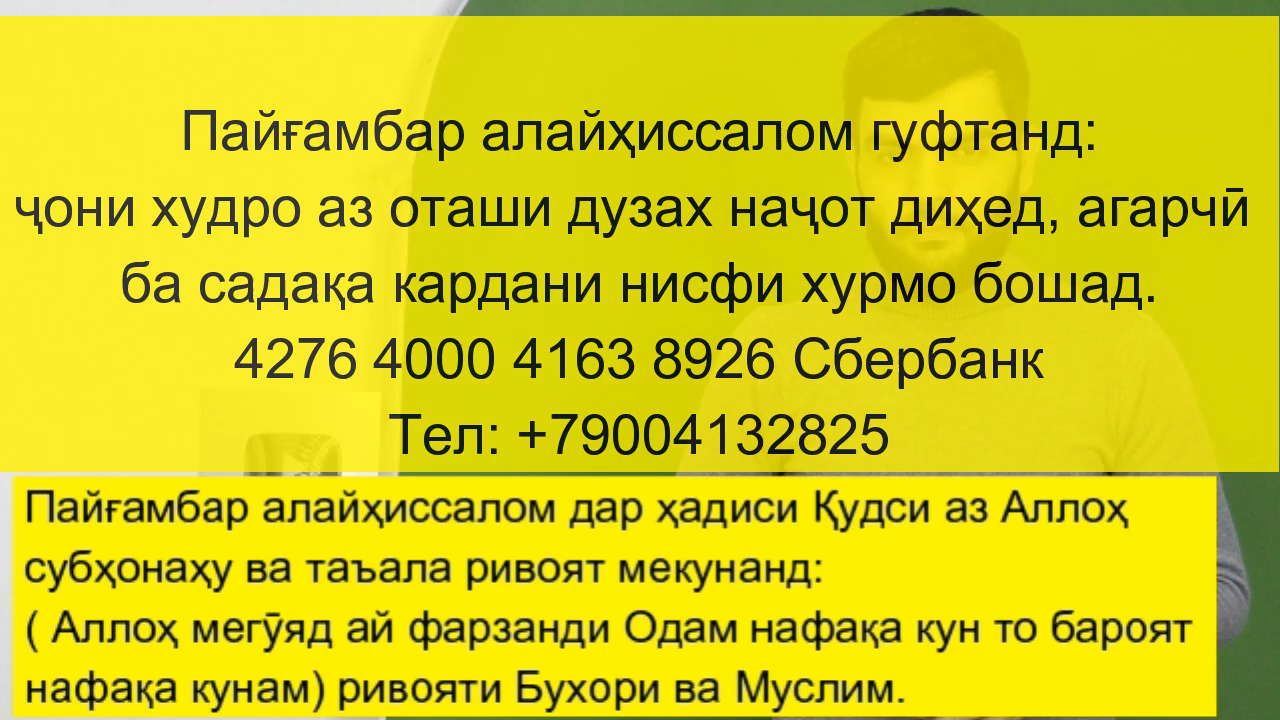 Пайғамбар алайҳиссалом гуфтанд:
ҷони худро аз оташи дузах наҷот диҳед, агарчӣ
ба садақа кардани нисфи хурмо бошад.
4276 4000 4163 8926 Сбербанк
Тел: +79004132825
Пайғамбар алайҳиссалом дар ҳадиси Қудси аз Аллоҳ
субҳонаҳу ва таъала ривоят мекунанд:
( Аллоҳ мегӯяд ай фарзанди Одам нафақа кун то бароят
нафақа кунам) ривояти Бухори ва Муслим.